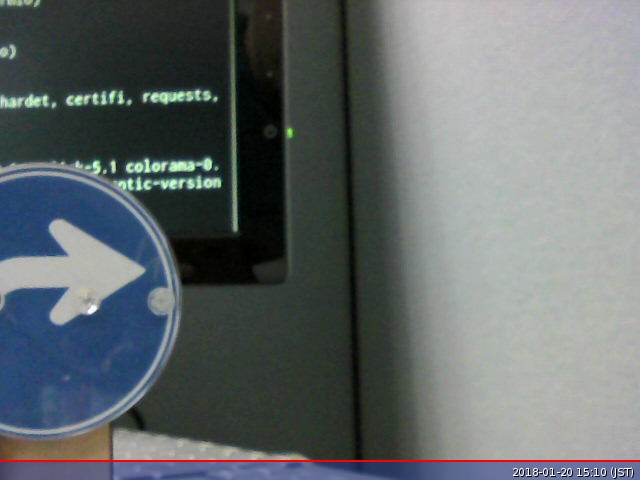 o)
hardet, certifi, requests,
k-5.1 colorama-0.
ntic-version
2018-01-20 15:10 (JST)